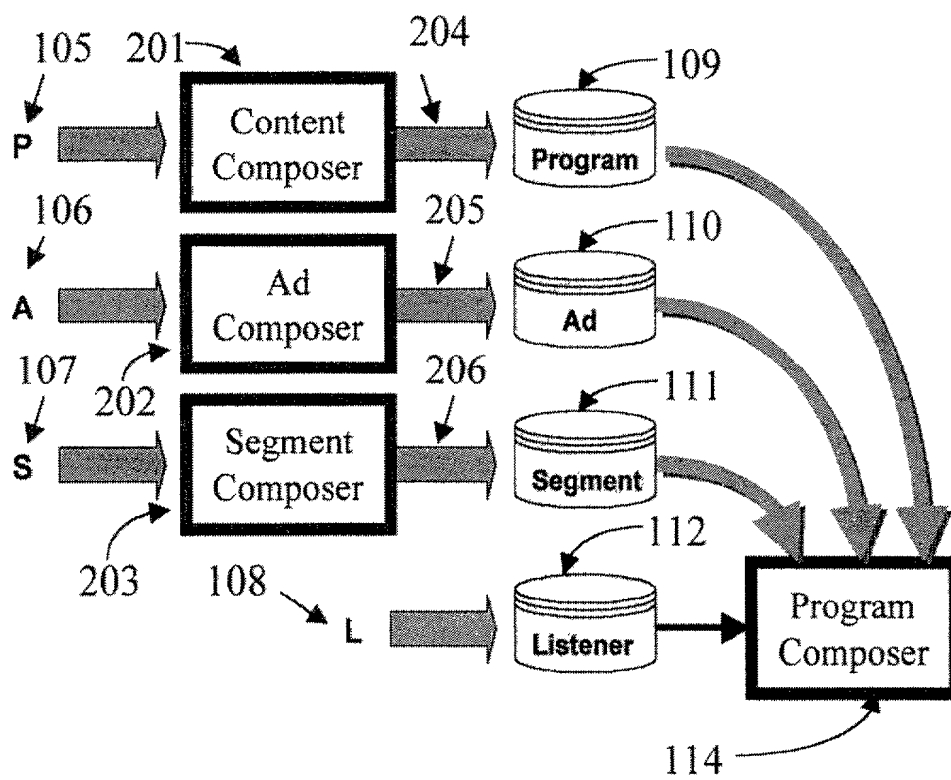 105
201
204
109
P
Content
Composer
Program
106
205
110
A
Ad
Composer
Ad
107
202
206
111
S
Segment
Composer
Segment
203
108
112
L
Listener
Program
Composer
114